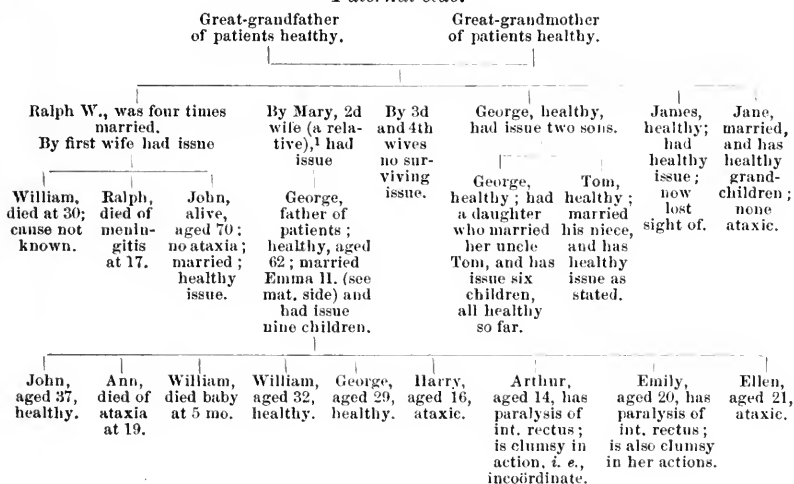 Great-grandfather
of patients healthy.
Great-grandmother
of patients healthy.
Ralph W., was four times
married.
By first wife had issue
By Mary, 2d
wife (a rela-
tive),¹ had
issue
By 3d
and 4th
wives
no sur-
viving
issue.
George, healthy,
had issue two sons.
James,
healthy;
had
healthy
issue;
now
lost
sight of.
Jane,
married,
and has
healthy
grand-
children;
none
ataxic.
William,
died at 30;
cause not
known.
Ralph,
died of
menin-
gitis
at 17.
John,
alive,
aged 70;
no ataxia;
married;
healthy
issue.
George,
father of
patients;
healthy, aged
62; married
Emma H. (see
mat. side) and
had issue
nine children.
George,
healthy; had
a daughter
who married
her uncle
Tom, and has
issue six
children,
all healthy
so far.
Tom,
healthy;
married
his niece,
and has
healthy
issue as
stated.
John,
aged 37,
healthy.
Ann,
died of
ataxia
at 19.
William,
died baby
at 5 mo.
William,
aged 32,
healthy.
George,
aged 29,
healthy.
Harry,
aged 16,
ataxic.
Arthur,
aged 14, has
paralysis of
int. rectus;
is clumsy in
action, i. e.,
incoördinate.
Emily,
aged 20, has
paralysis of
int. rectus;
is also clumsy
in her actions.
Ellen,
aged 21,
ataxic.